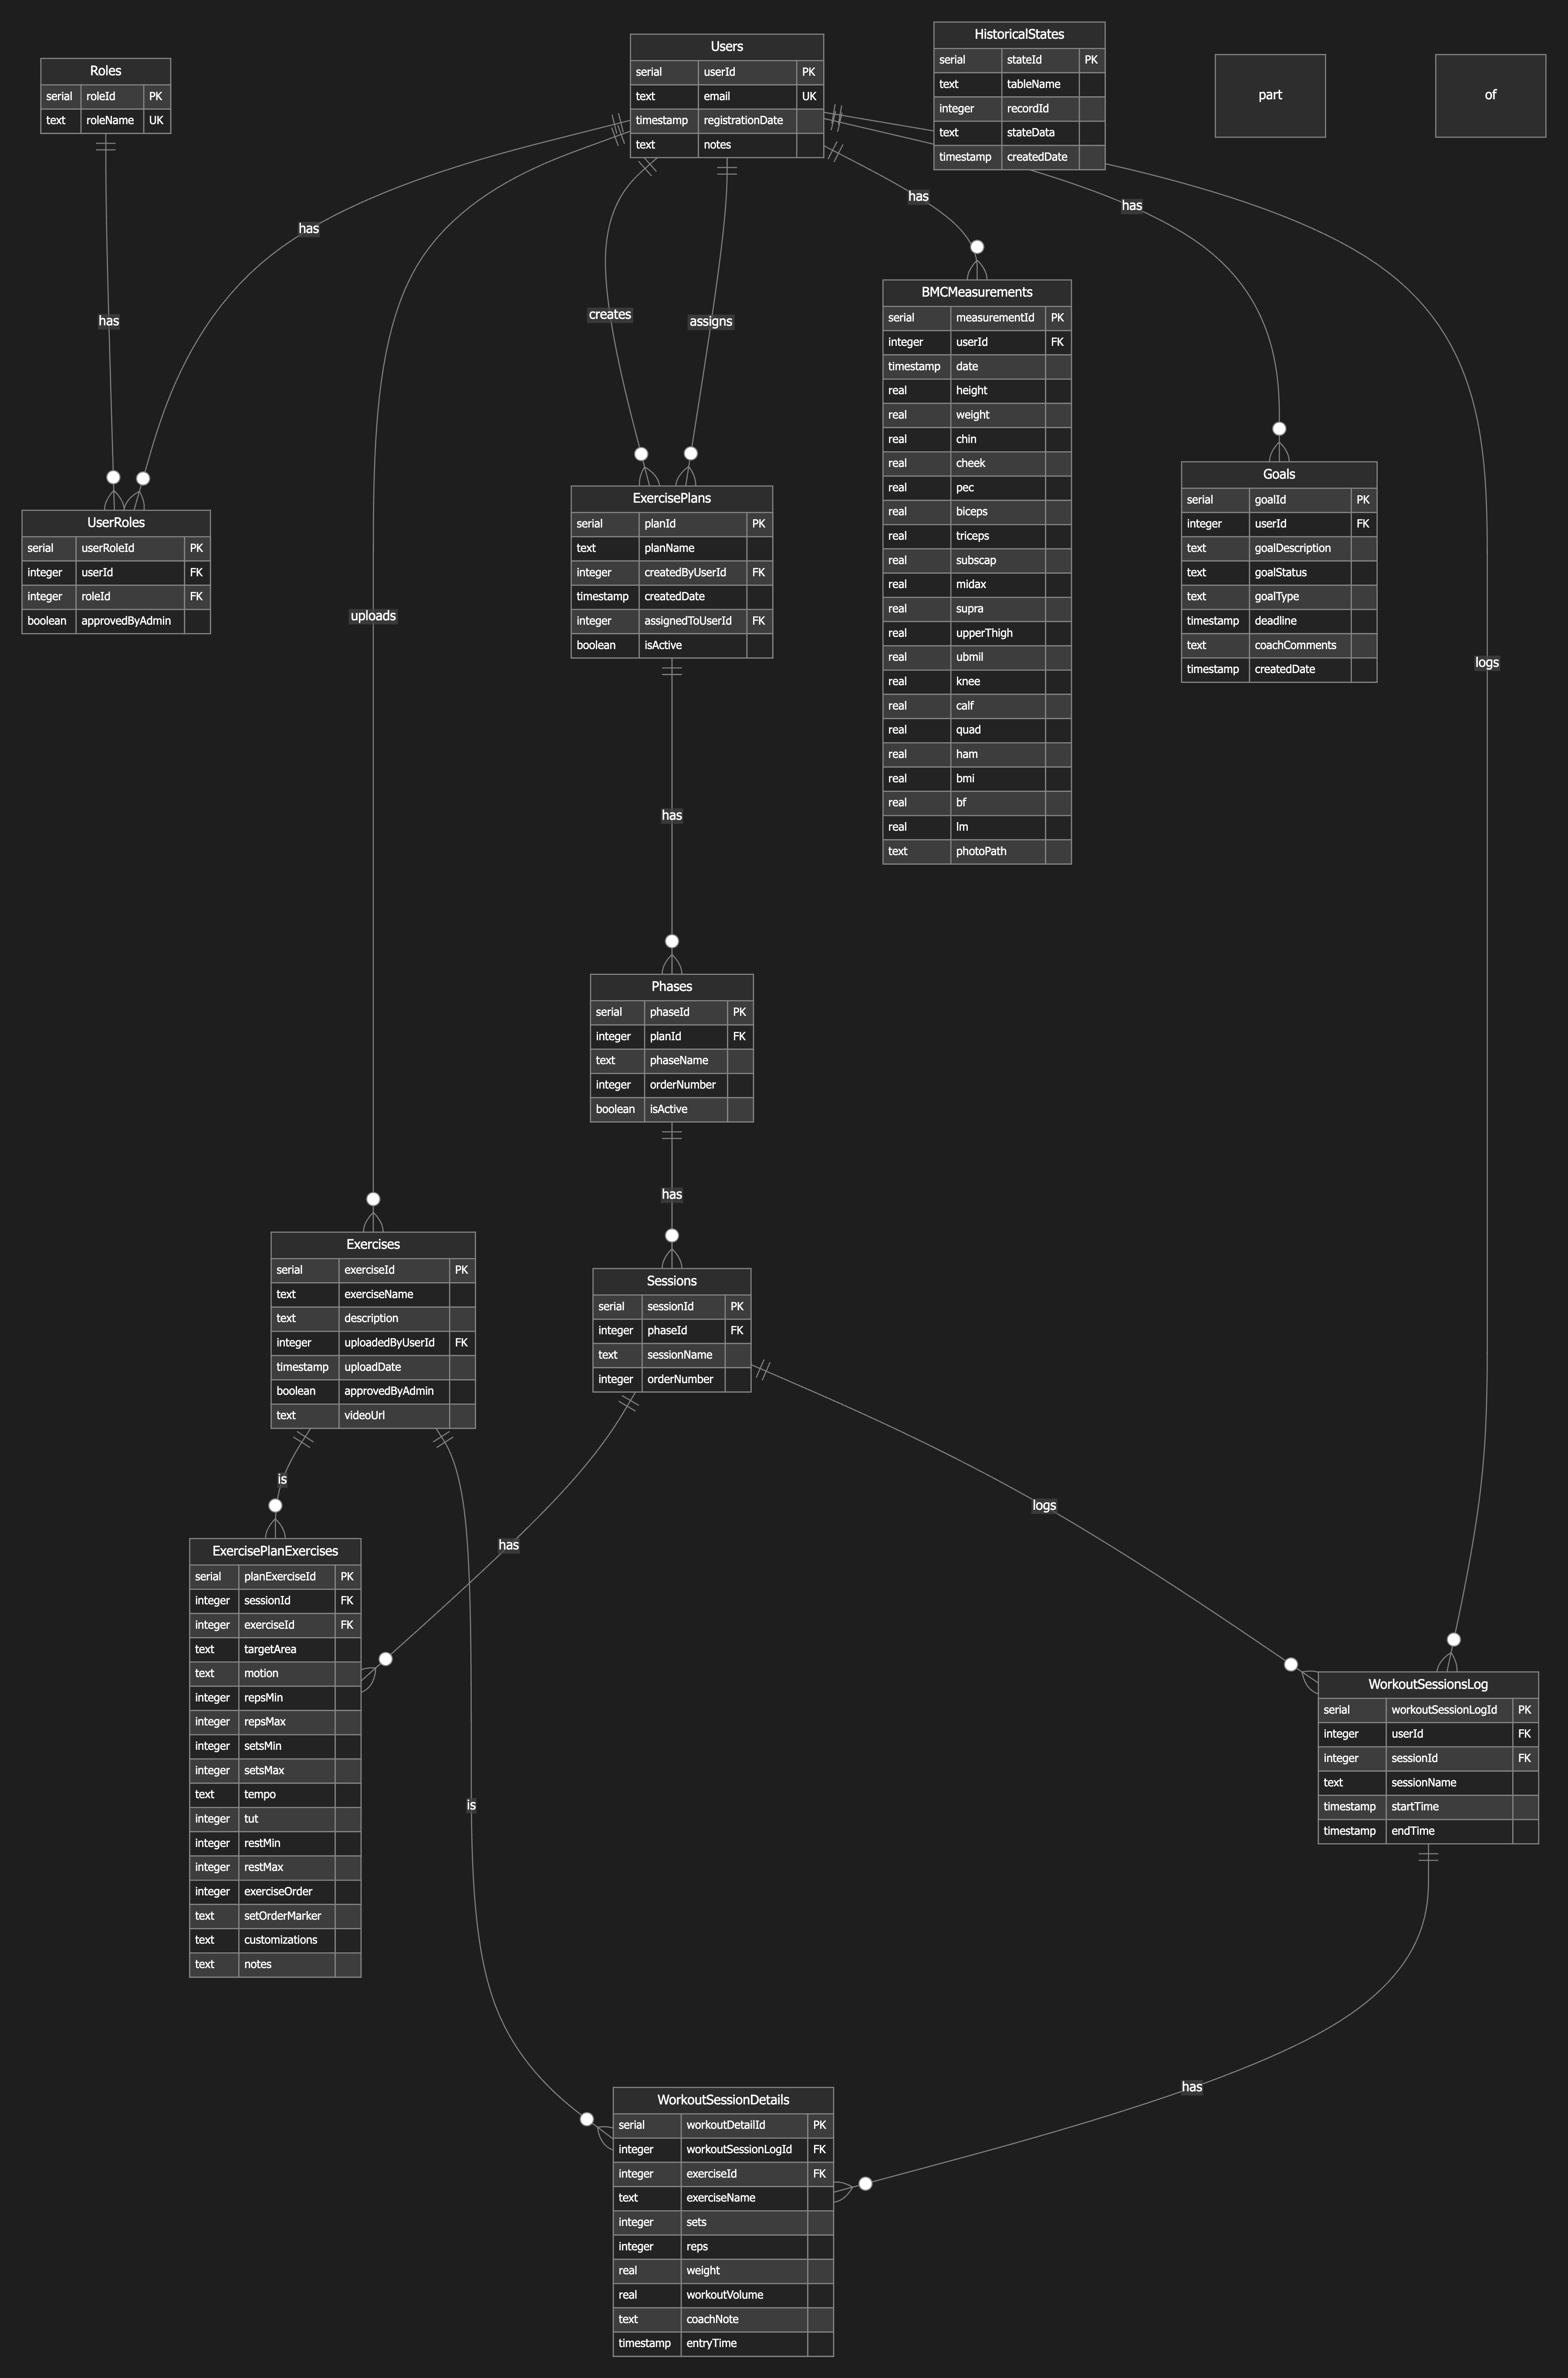 Roles
serial roleId PK
text roleName UK
Users
serial userId PK
text email UK
timestamp registrationDate
text notes
HistoricalStates
serial stateId PK
text tableName
integer recordId
text stateData
timestamp createdDate
part
of
has
has
has
has
creates
assigns
uploads
logs
UserRoles
serial userRoleId PK
integer userId FK
integer roleId FK
boolean approvedByAdmin
ExercisePlans
serial planId PK
text planName
integer createdByUserId FK
timestamp createdDate
integer assignedToUserId FK
boolean isActive
BMCMeasurements
serial measurementId PK
integer userId FK
timestamp date
real height
real weight
real chin
real cheek
real pec
real biceps
real triceps
real subscap
real midax
real supra
real upperThigh
real ubmil
real knee
real calf
real quad
real ham
real bmi
real bf
real lm
text photoPath
Goals
serial goalId PK
integer userId FK
text goalDescription
text goalStatus
text goalType
timestamp deadline
text coachComments
timestamp createdDate
has
Phases
serial phaseId PK
integer planId FK
text phaseName
integer orderNumber
boolean isActive
has
Exercises
serial exerciseId PK
text exerciseName
text description
integer uploadedByUserId FK
timestamp uploadDate
boolean approvedByAdmin
text videoUrl
Sessions
serial sessionId PK
integer phaseId FK
text sessionName
integer orderNumber
is
has
logs
ExercisePlanExercises
serial planExerciseId PK
integer sessionId FK
integer exerciseId FK
text targetArea
text motion
integer repsMin
integer repsMax
integer setsMin
integer setsMax
text tempo
integer tut
integer restMin
integer restMax
integer exerciseOrder
text setOrderMarker
text customizations
text notes
is
WorkoutSessionsLog
serial workoutSessionLogId PK
integer userId FK
integer sessionId FK
text sessionName
timestamp startTime
timestamp endTime
has
WorkoutSessionDetails
serial workoutDetailId PK
integer workoutSessionLogId FK
integer exerciseId FK
text exerciseName
integer sets
integer reps
real weight
real workoutVolume
text coachNote
timestamp entryTime